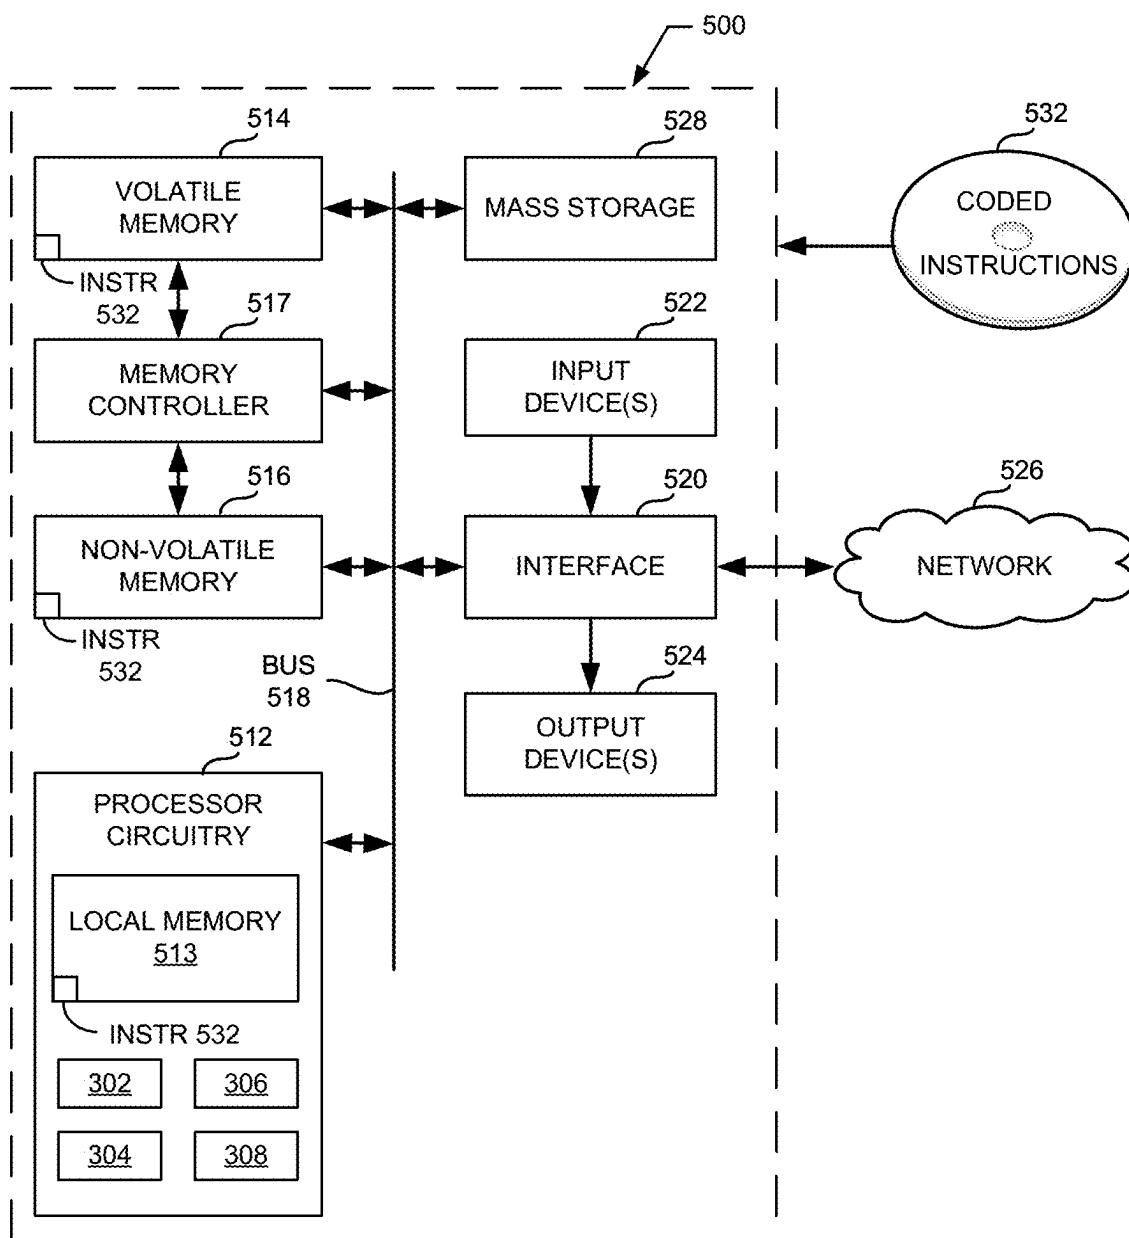 500
514
VOLATILE
MEMORY
INSTR
532
528
MASS STORAGE
532
CODED
INSTRUCTIONS
517
MEMORY
CONTROLLER
522
INPUT
DEVICE(S)
516
NON-VOLATILE
MEMORY
INSTR
532
520
INTERFACE
526
NETWORK
BUS
518
524
OUTPUT
DEVICE(S)
512
PROCESSOR
CIRCUITRY
LOCAL MEMORY
513
INSTR 532
302
306
304
308